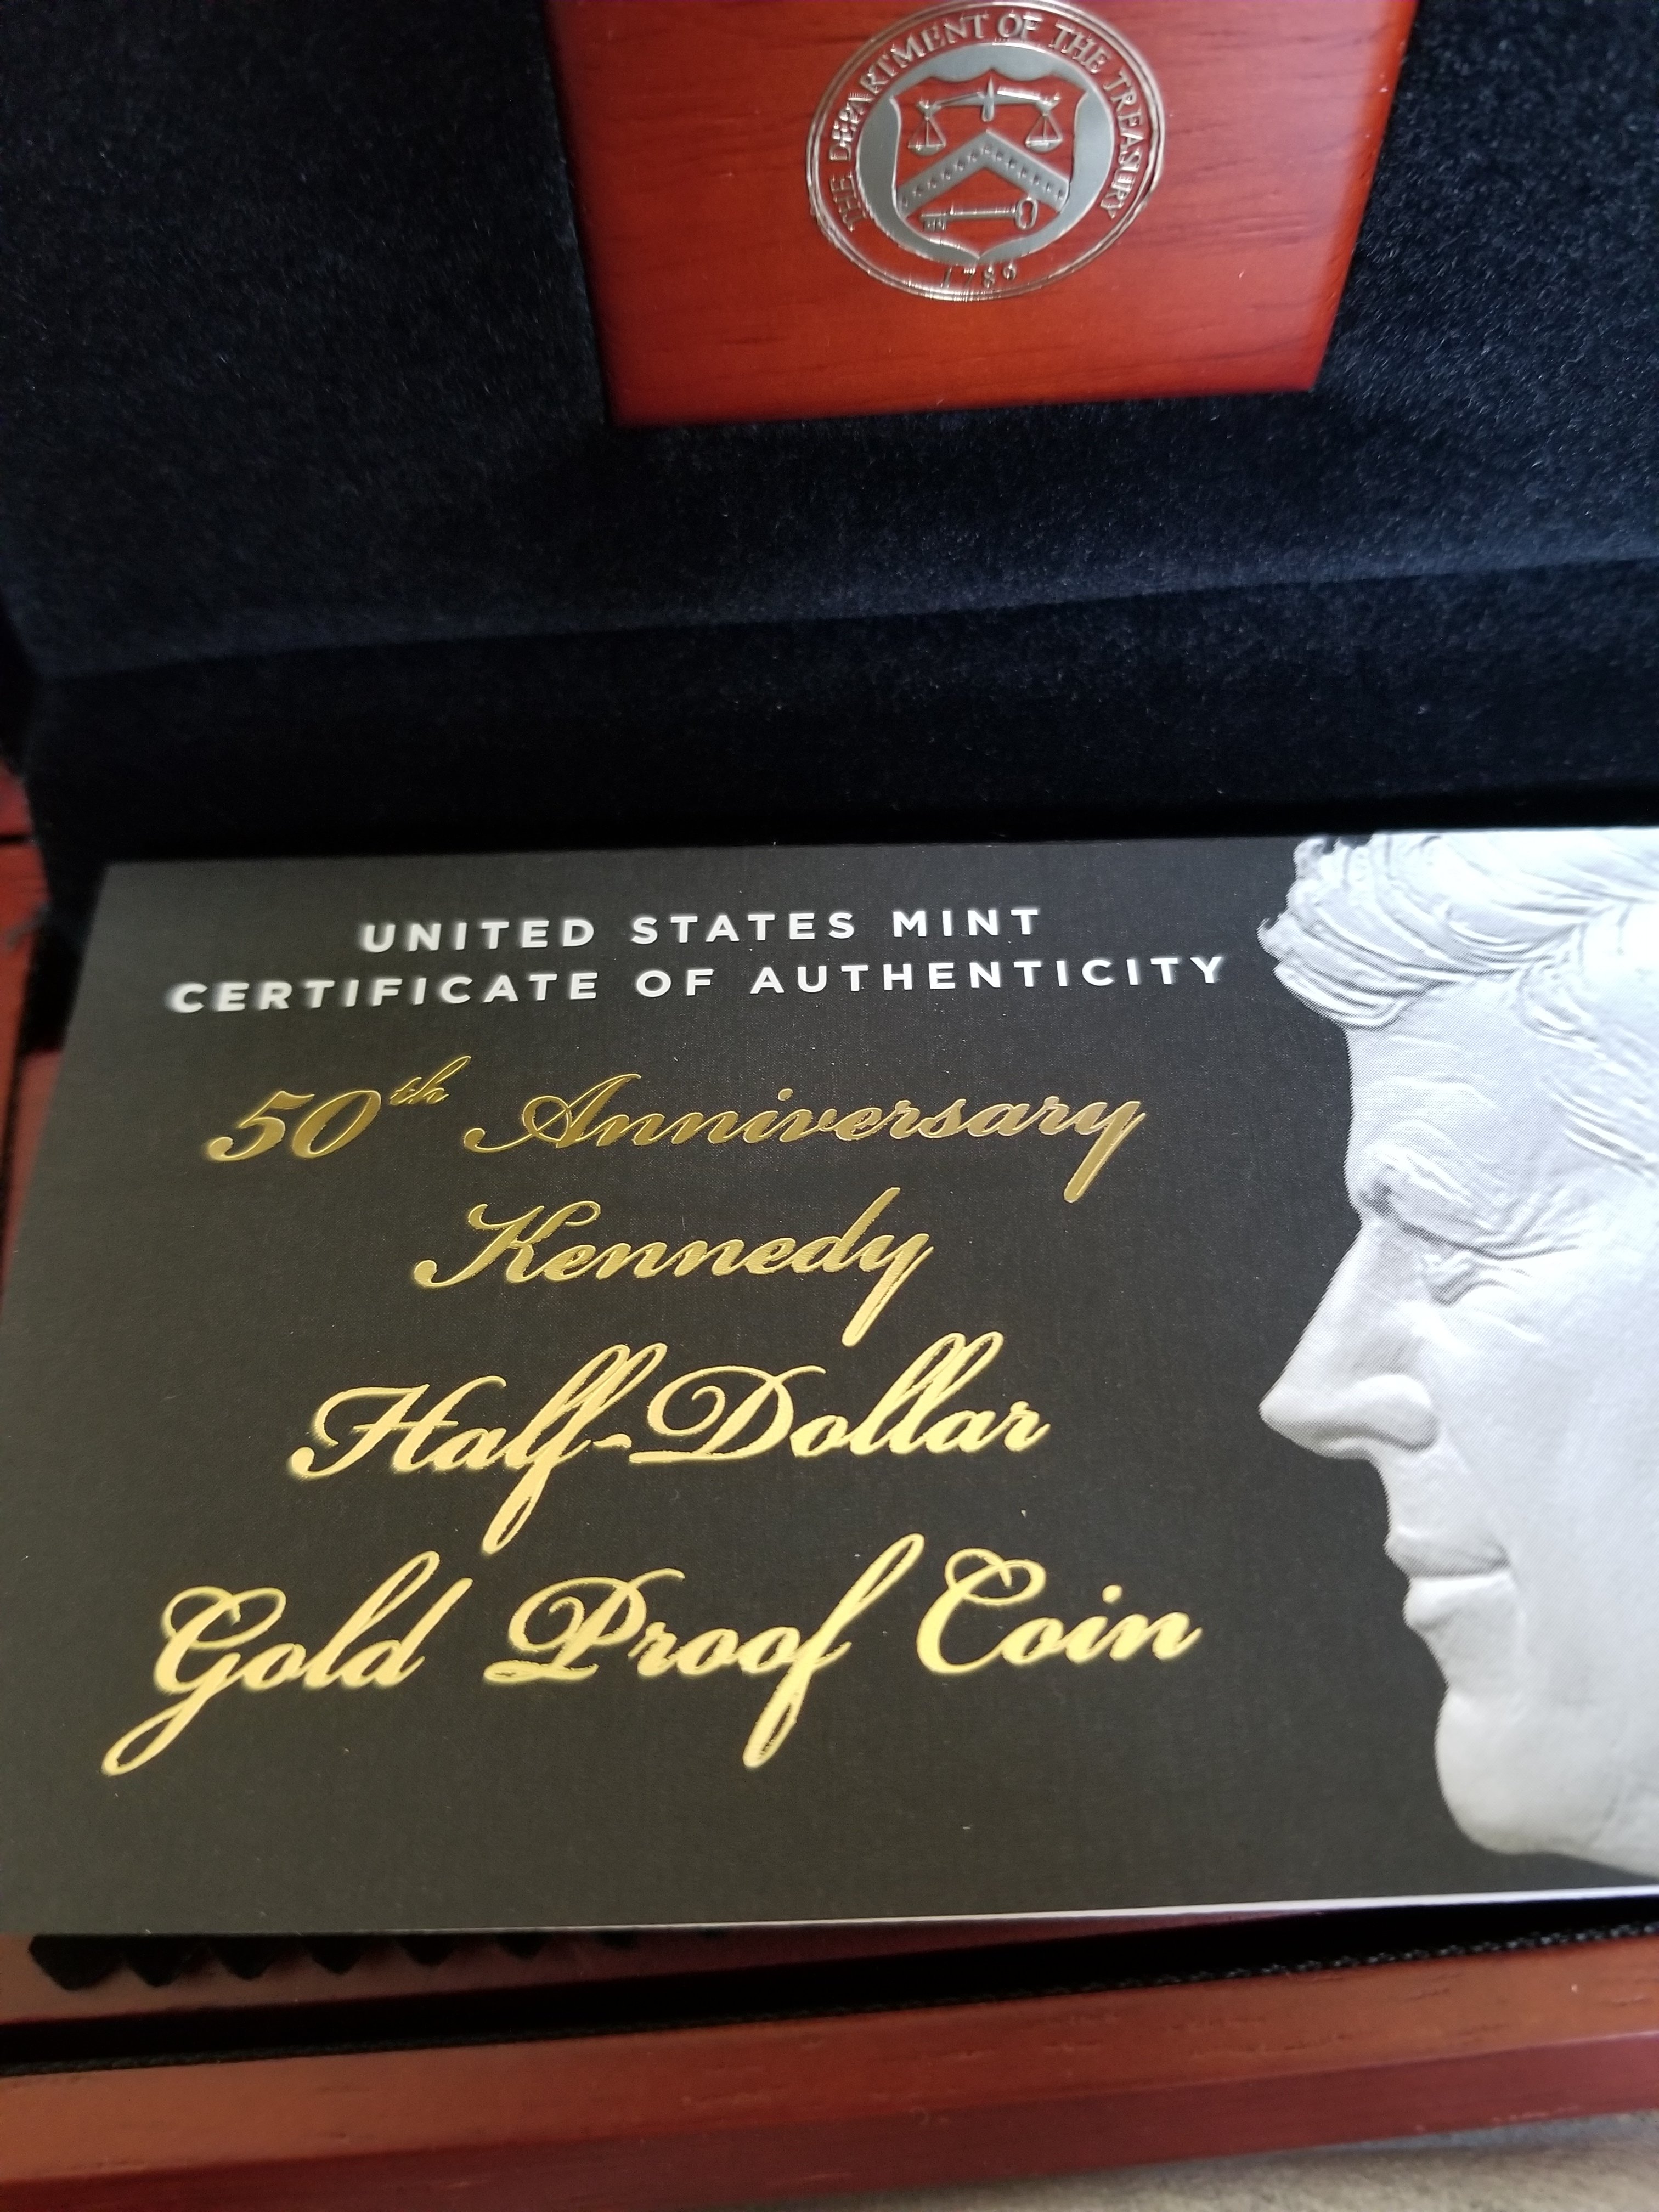 THE DEPARTMENT OF THE TREASURY
1789
UNITED STATES MINT
CERTIFICATE OF AUTHENTICITY
50th Anniversary
Kennedy
Half-Dollar
Gold Proof Coin